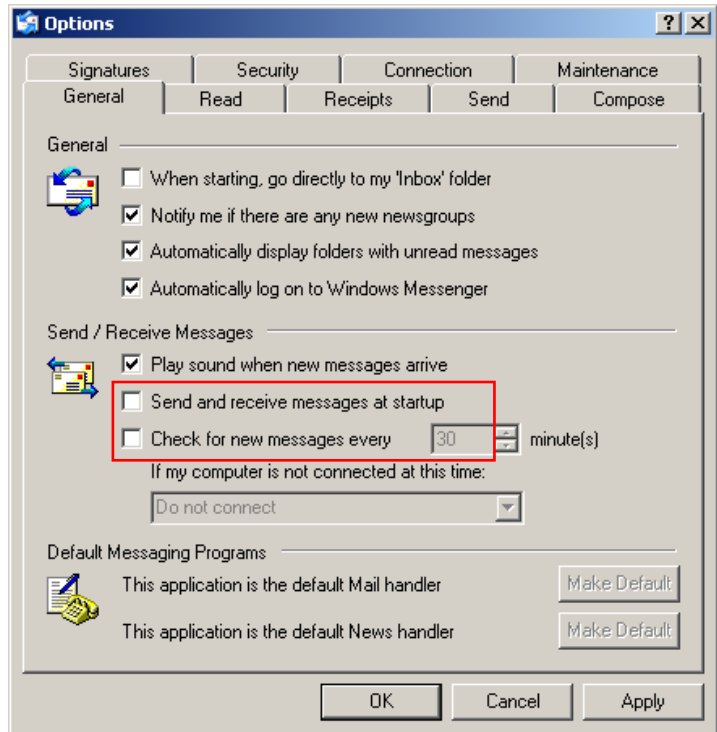 Options
Signatures Security Connection Maintenance
General Read Receipts Send Compose
General
When starting, go directly to my 'Inbox' folder
Notify me if there are any new newsgroups
Automatically display folders with unread messages
Automatically log on to Windows Messenger
Send / Receive Messages
Play sound when new messages arrive
Send and receive messages at startup
Check for new messages every 30 minute(s)
If my computer is not connected at this time:
Do not connect
Default Messaging Programs
This application is the default Mail handler Make Default
This application is the default News handler Make Default
OK Cancel Apply